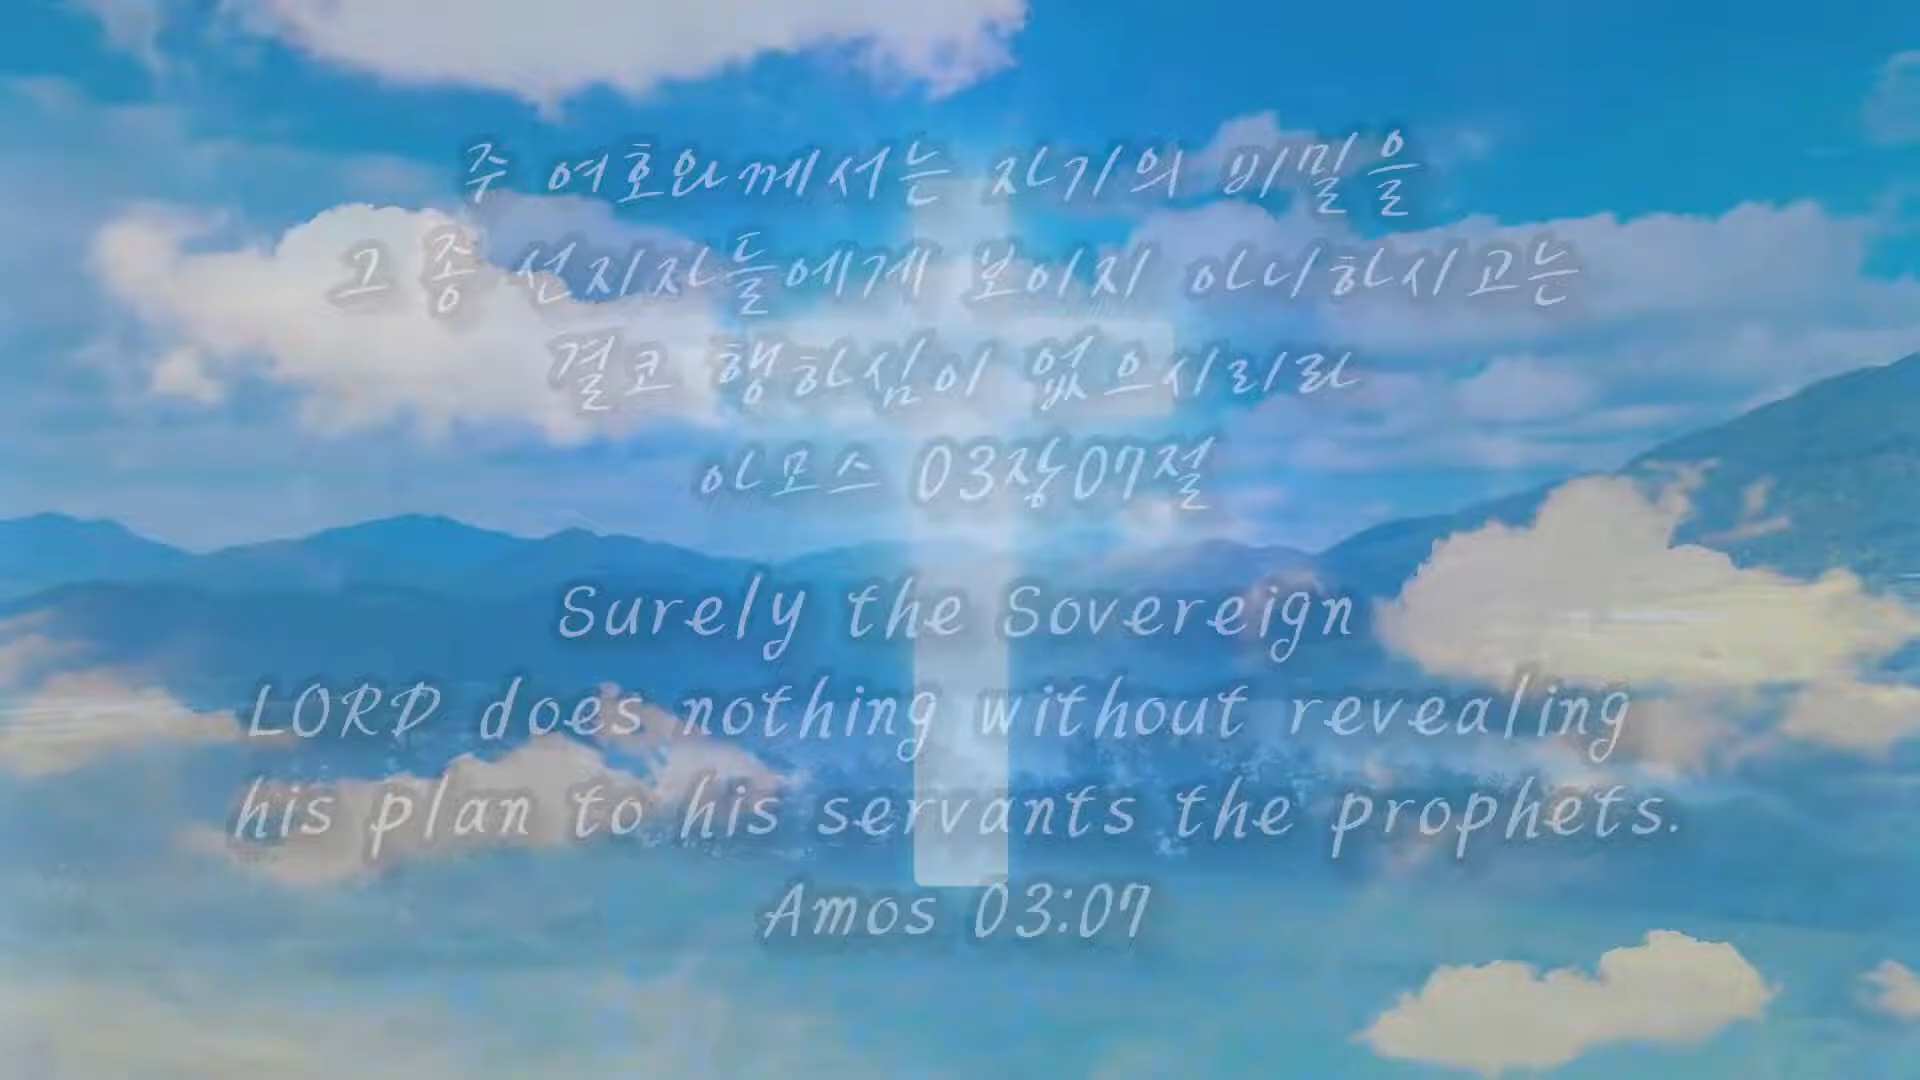 주 여호와께서는 자기의 비밀을
그 종 선지자들에게 보이지 아니하시고는
결코 행하심이 없으시리라
아모스 03장07절
Surely the Sovereign
LORD does nothing without revealing
his plan to his servants the prophets.
Amos 03:07